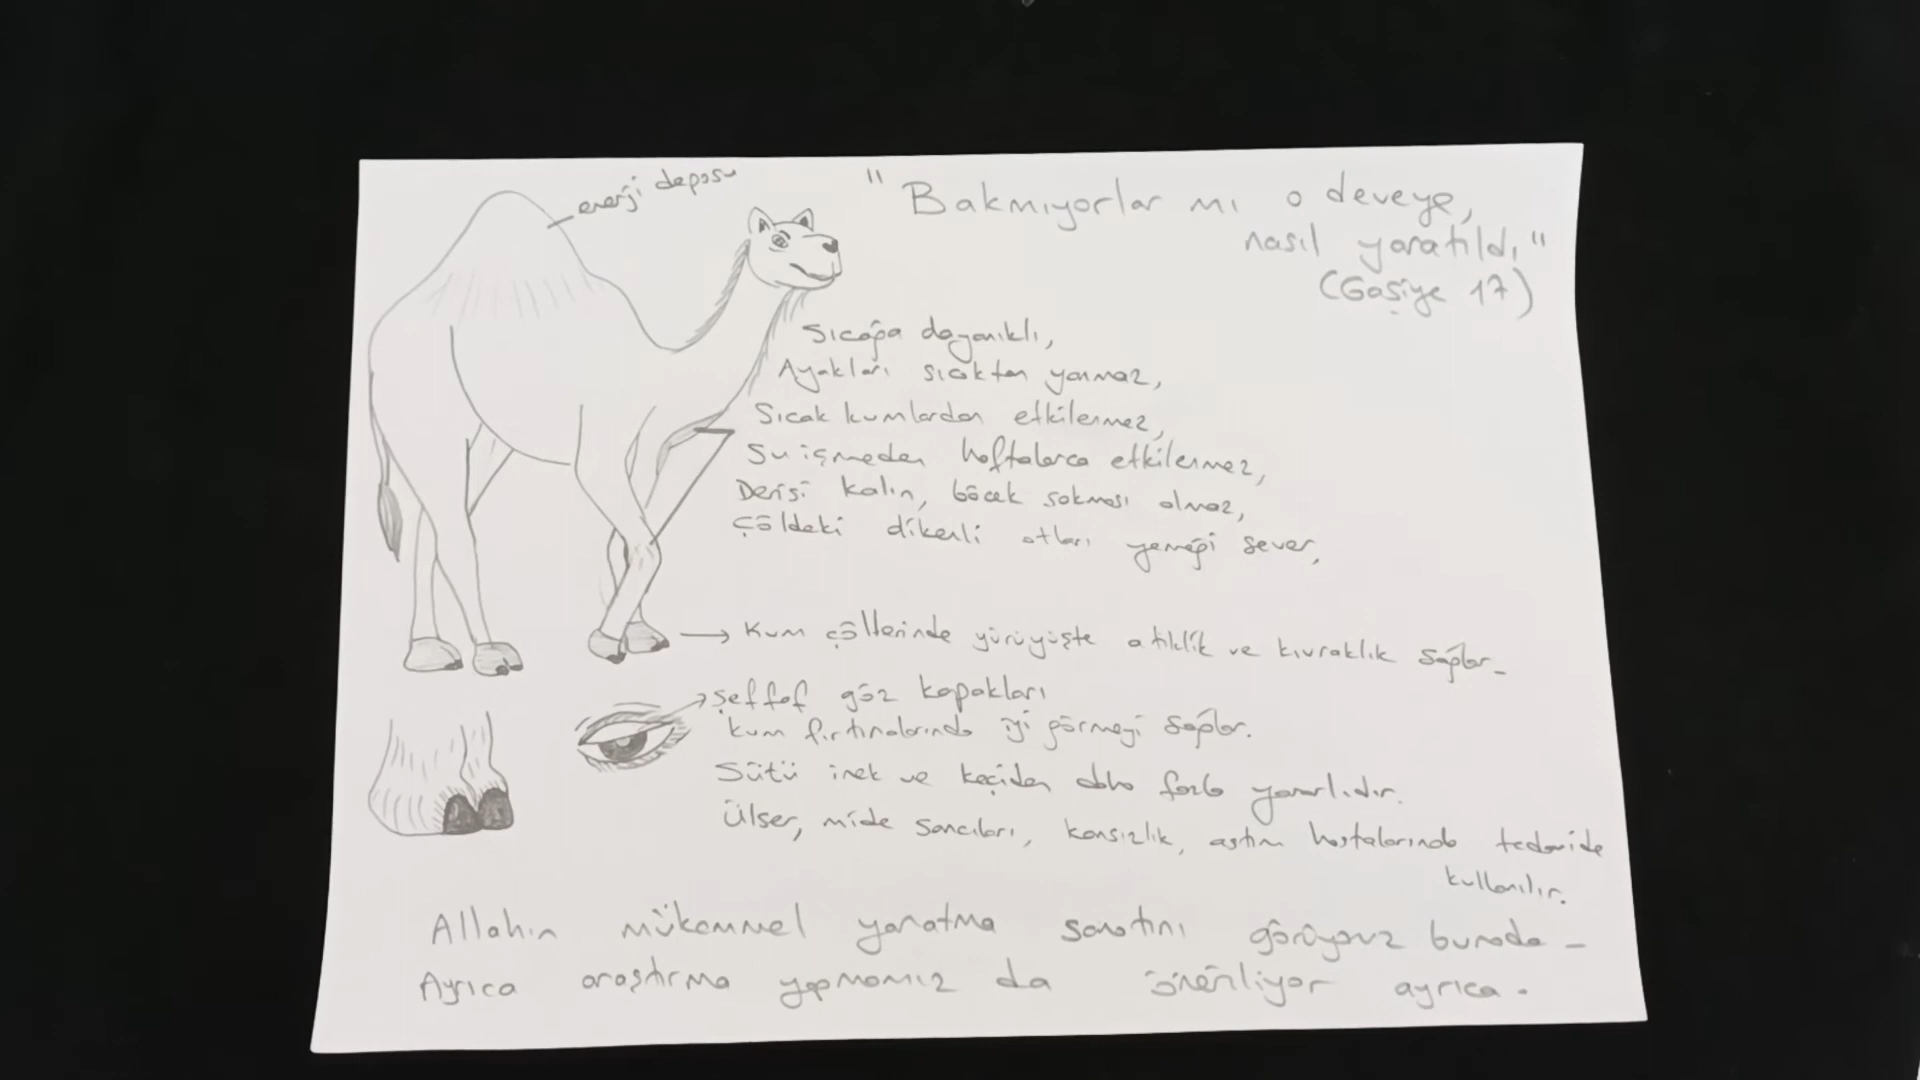 enerji deposu
"Bakmıyorlar mı o deveye,
nasıl yaratıldı"
(Gaşiye 17)
Sıcağa dayanıklı,
Ayakları sıcaktan yanmaz,
Sıcak kumlardan etkilenmez,
Su içmeden haftalarca etkilenmez,
Derisi kalın, böcek sokması olmaz,
Çöldeki dikenli otları yemeği sever,
→ Kum çöllerinde yürüyüşte atiklik ve kıvraklık sağlar_
→ Şeffaf göz kapakları
kum fırtınalarında iyi görmeyi sağlar.
Sütü inek ve keçiden daha fazla yararlıdır.
Ülser, mide sancıları, kansızlık, astım hastalarında tedavide
kullanılır.
Allahın mükemmel yaratma sanatını görüyoruz burada _
Ayrıca araştırma yapmamız da öneriliyor ayrıca.